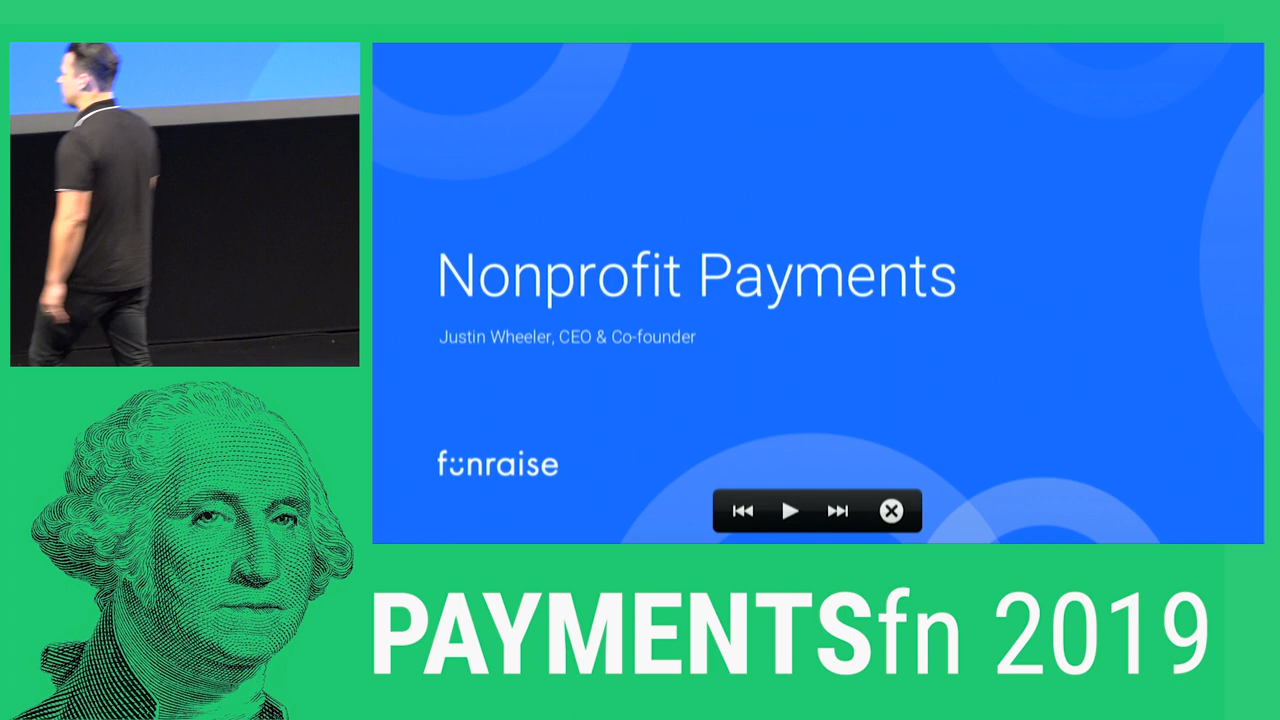 Nonprofit Payments
Justin Wheeler, CEO & Co-founder
funraise
PAYMENTSfn 2019